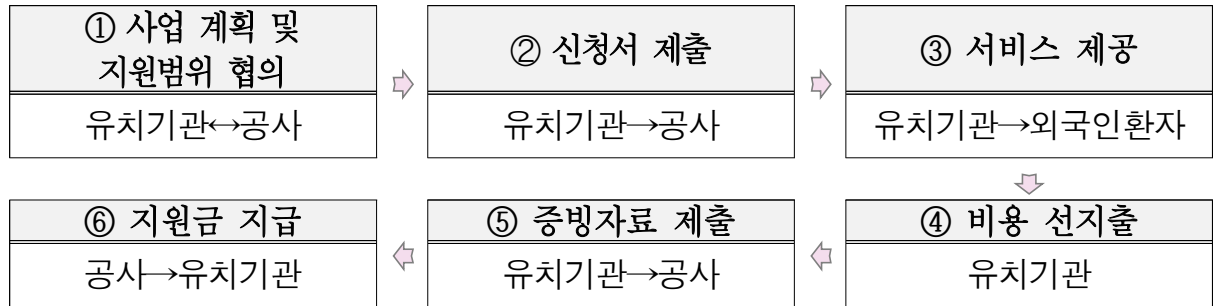 ① 사업 계획 및
지원범위 협의
유치기관↔공사
② 신청서 제출
유치기관→공사
③ 서비스 제공
유치기관→외국인환자
④ 비용 선지출
유치기관
⑤ 증빙자료 제출
유치기관→공사
⑥ 지원금 지급
공사→유치기관